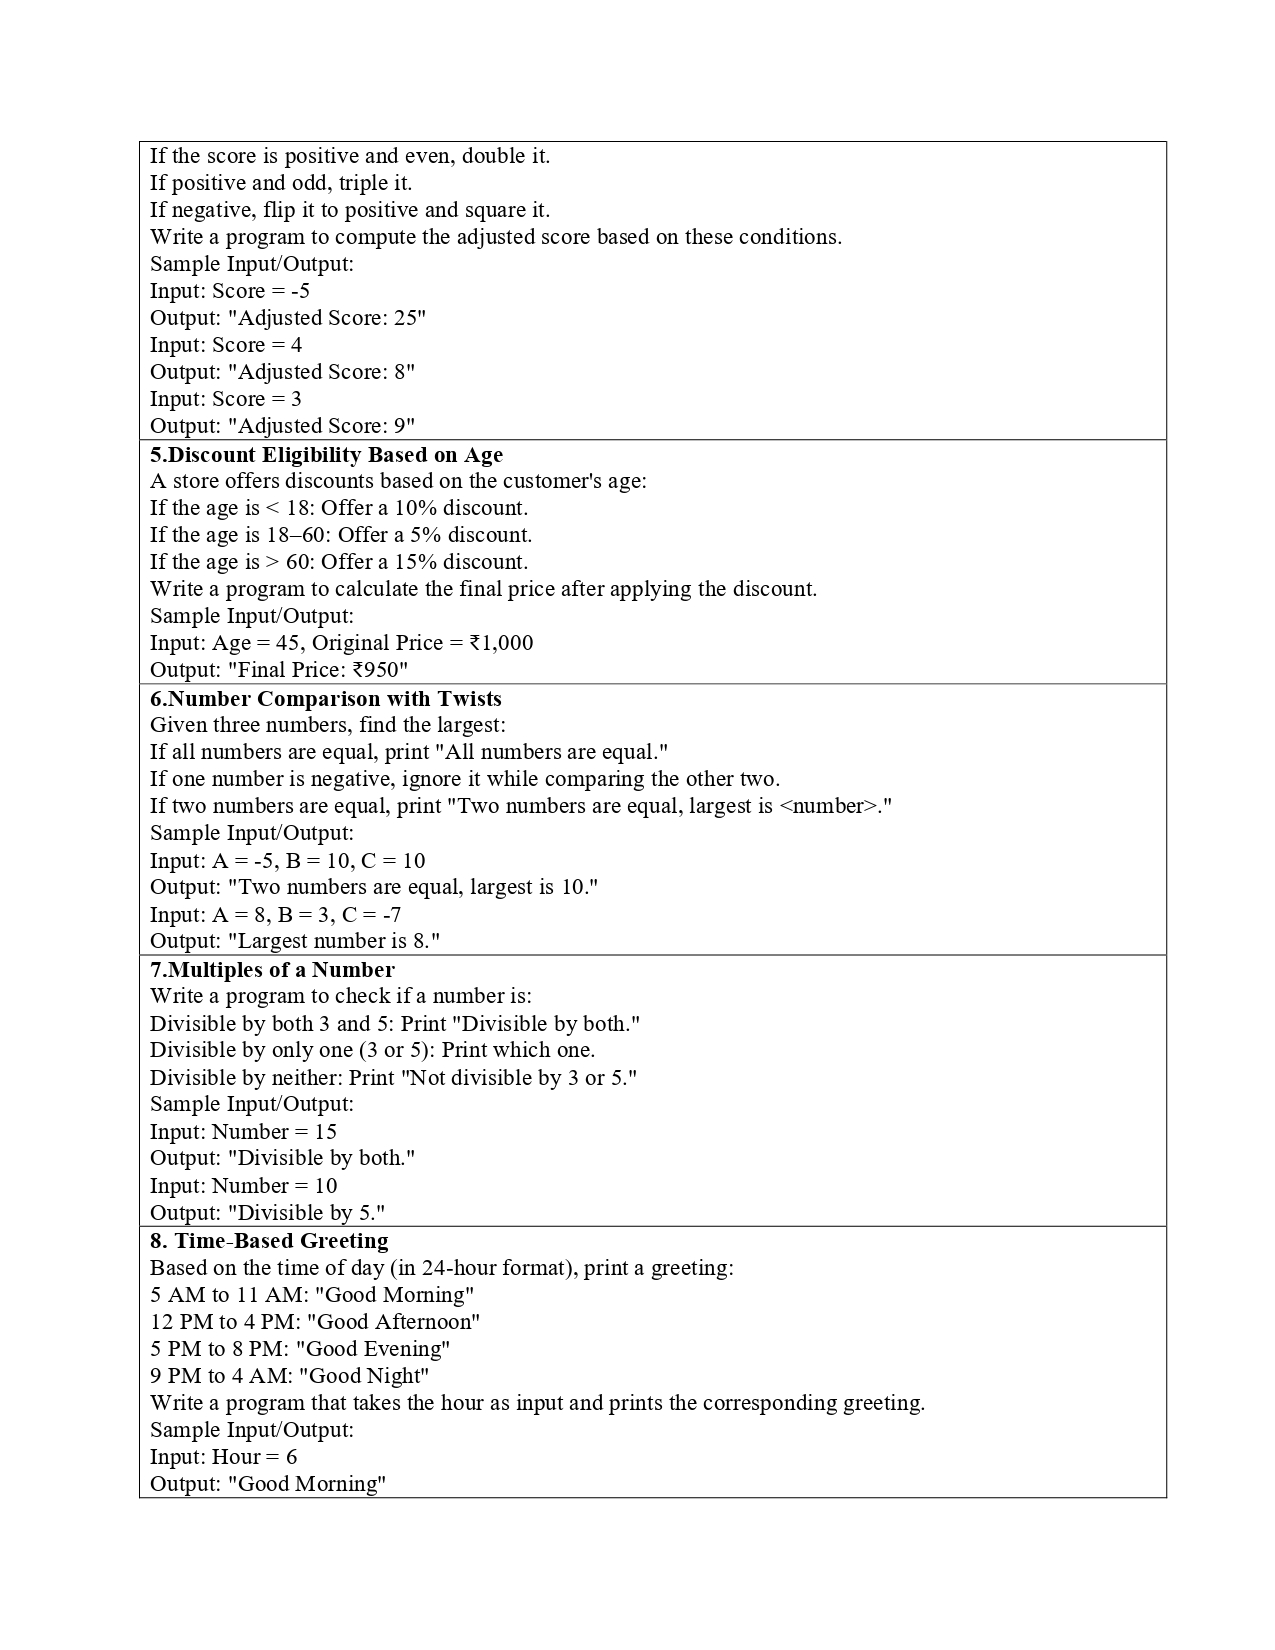 If the score is positive and even, double it.
If positive and odd, triple it.
If negative, flip it to positive and square it.
Write a program to compute the adjusted score based on these conditions.
Sample Input/Output:
Input: Score = -5
Output: "Adjusted Score: 25"
Input: Score = 4
Output: "Adjusted Score: 8"
Input: Score = 3
Output: "Adjusted Score: 9"
5.Discount Eligibility Based on Age
A store offers discounts based on the customer's age:
If the age is < 18: Offer a 10% discount.
If the age is 18–60: Offer a 5% discount.
If the age is > 60: Offer a 15% discount.
Write a program to calculate the final price after applying the discount.
Sample Input/Output:
Input: Age = 45, Original Price = ₹1,000
Output: "Final Price: ₹950"
6.Number Comparison with Twists
Given three numbers, find the largest:
If all numbers are equal, print "All numbers are equal."
If one number is negative, ignore it while comparing the other two.
If two numbers are equal, print "Two numbers are equal, largest is <number>."
Sample Input/Output:
Input: A = -5, B = 10, C = 10
Output: "Two numbers are equal, largest is 10."
Input: A = 8, B = 3, C = -7
Output: "Largest number is 8."
7.Multiples of a Number
Write a program to check if a number is:
Divisible by both 3 and 5: Print "Divisible by both."
Divisible by only one (3 or 5): Print which one.
Divisible by neither: Print "Not divisible by 3 or 5."
Sample Input/Output:
Input: Number = 15
Output: "Divisible by both."
Input: Number = 10
Output: "Divisible by 5."
8. Time-Based Greeting
Based on the time of day (in 24-hour format), print a greeting:
5 AM to 11 AM: "Good Morning"
12 PM to 4 PM: "Good Afternoon"
5 PM to 8 PM: "Good Evening"
9 PM to 4 AM: "Good Night"
Write a program that takes the hour as input and prints the corresponding greeting.
Sample Input/Output:
Input: Hour = 6
Output: "Good Morning"